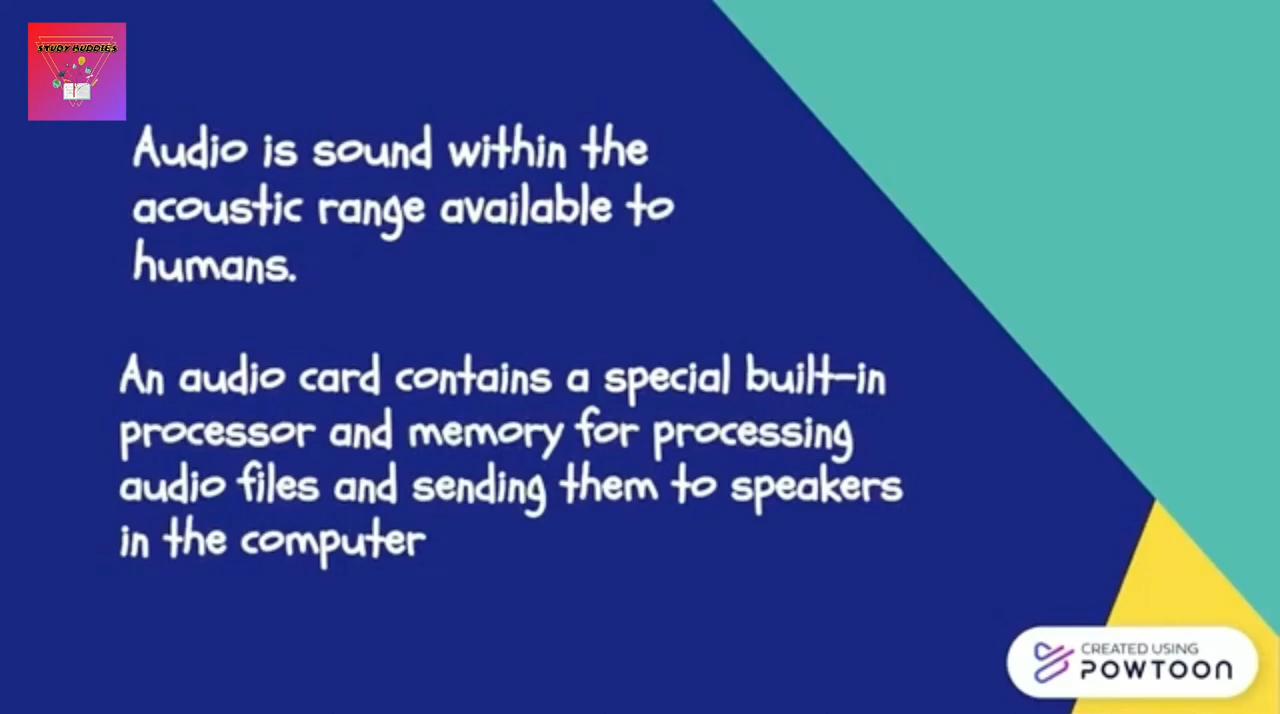 STUDY BUDDIES
Audio is sound within the
acoustic range available to
humans.
An audio card contains a special built-in
processor and memory for processing
audio files and sending them to speakers
in the computer
CREATED USING
POWTOON